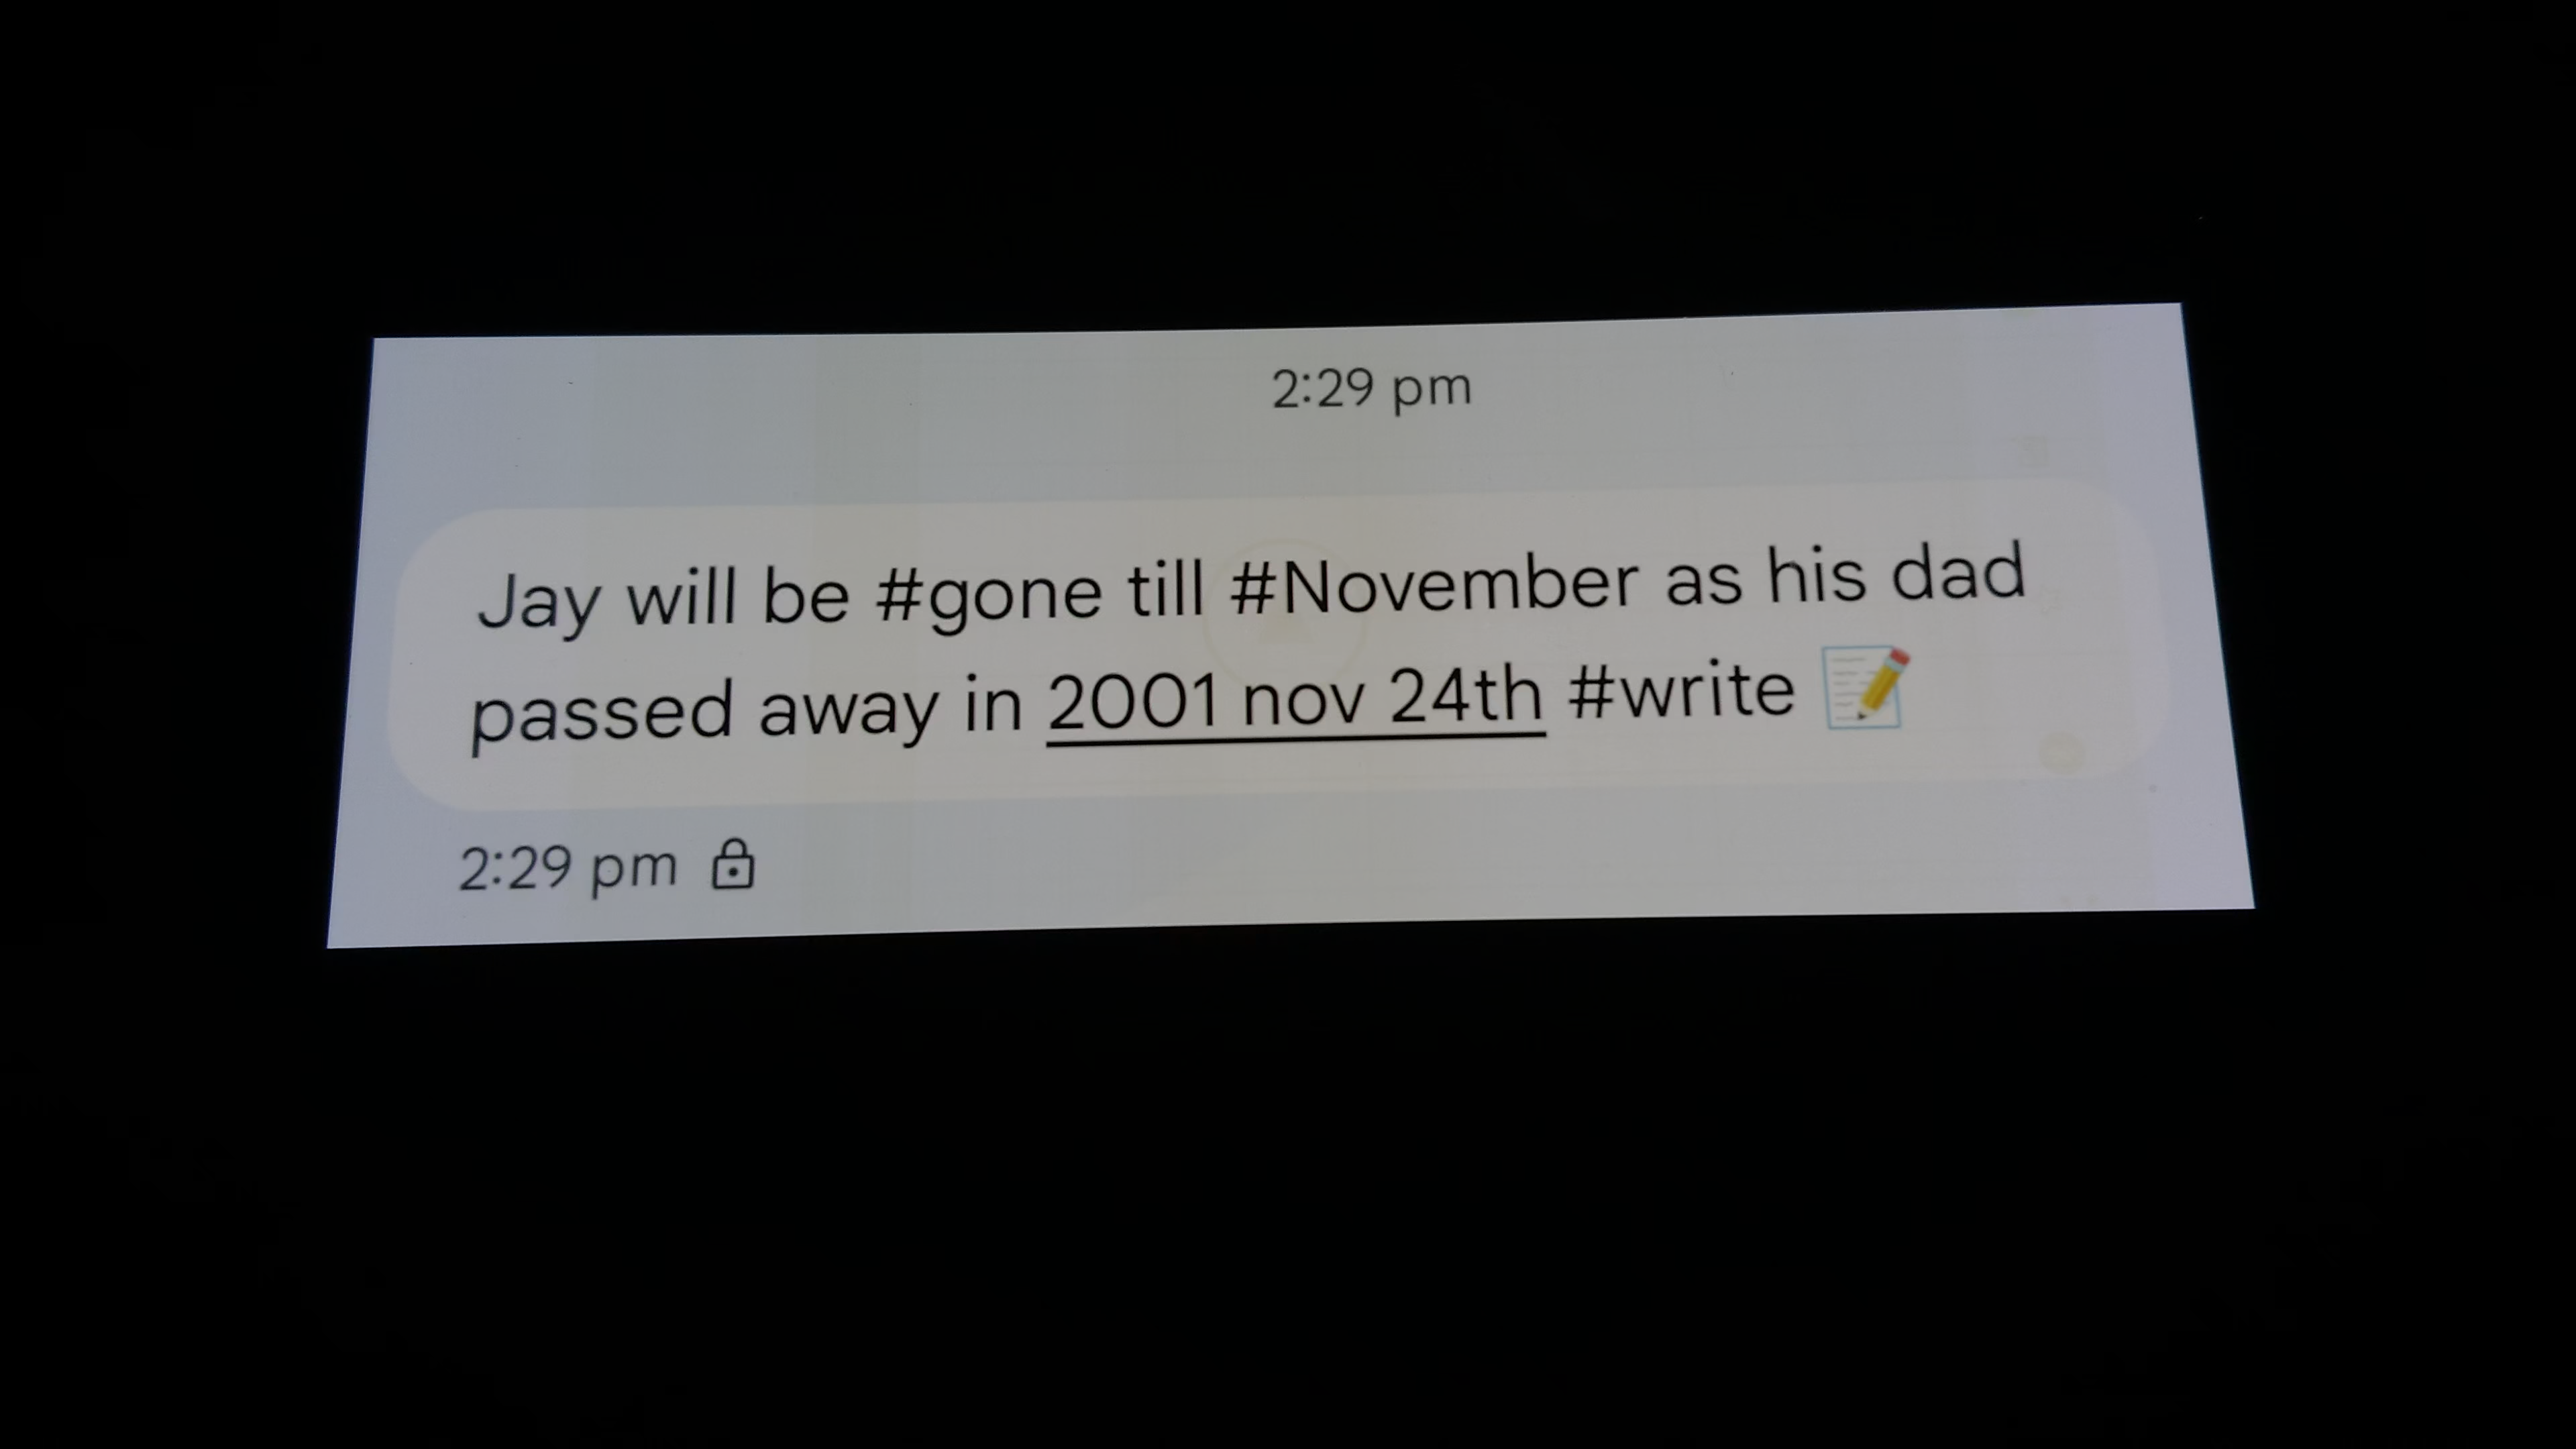 2:29 pm
Jay will be #gone till #November as his dad
passed away in 2001 nov 24th #write 📝
2:29 pm